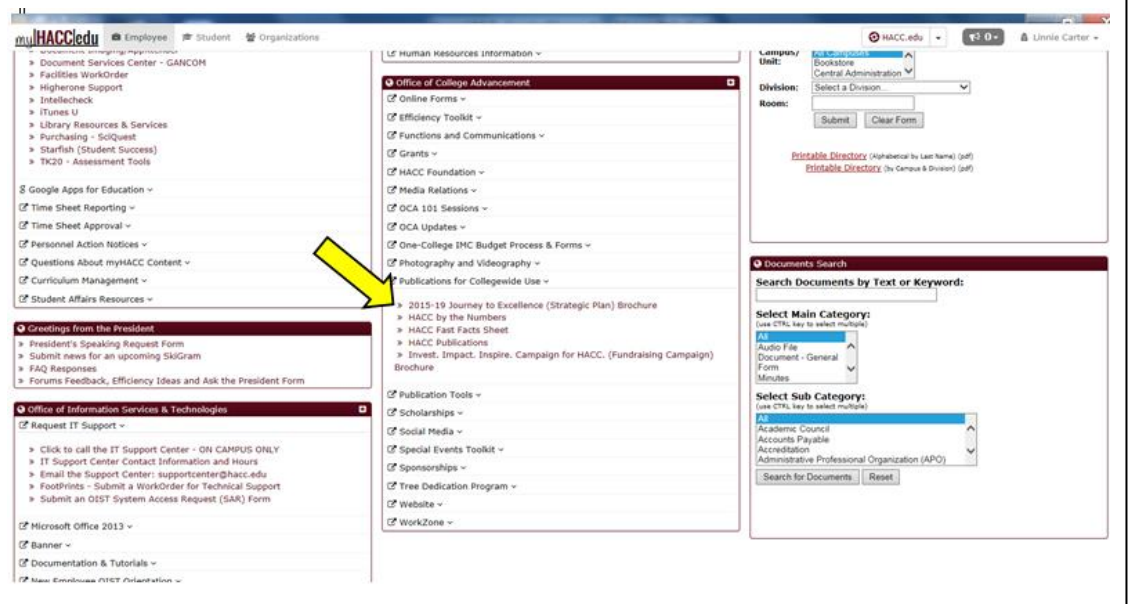 my|HACC|edu Employee Student Organizations HACC.edu 0 Linnie Carter
» Document Services Center - GANCOM
» Facilities WorkOrder
» Higherone Support
» Intellecheck
» iTunes U
» Library Resources & Services
» Purchasing - SciQuest
» Starfish (Student Success)
» TK20 - Assessment Tools
Google Apps for Education
Time Sheet Reporting
Time Sheet Approval
Personnel Action Notices
Questions About myHACC Content
Curriculum Management
Student Affairs Resources
Greetings from the President
» President's Speaking Request Form
» Submit news for an upcoming SkiGram
» FAQ Responses
» Forums Feedback, Efficiency Ideas and Ask the President Form
Office of Information Services & Technologies
Request IT Support
» Click to call the IT Support Center - ON CAMPUS ONLY
» IT Support Center Contact Information and Hours
» Email the Support Center: supportcenter@hacc.edu
» FootPrints - Submit a WorkOrder for Technical Support
» Submit an OIST System Access Request (SAR) Form
Microsoft Office 2013
Banner
Documentation & Tutorials
New Employee OIST Orientation
Human Resources Information
Office of College Advancement
Online Forms
Efficiency Toolkit
Functions and Communications
Grants
HACC Foundation
Media Relations
OCA 101 Sessions
OCA Updates
One-College IMC Budget Process & Forms
Photography and Videography
Publications for Collegewide Use
» 2015-19 Journey to Excellence (Strategic Plan) Brochure
» HACC by the Numbers
» HACC Fast Facts Sheet
» HACC Publications
» Invest. Impact. Inspire. Campaign for HACC. (Fundraising Campaign)
Brochure
Publication Tools
Scholarships
Social Media
Special Events Toolkit
Sponsorships
Tree Dedication Program
Website
WorkZone
Campus/ All Campuses
Unit: Bookstore
Central Administration
Division: Select a Division...
Room:
Submit Clear Form
Printable Directory (Alphabetical by Last Name) (pdf)
Printable Directory (by Campus & Division) (pdf)
Documents Search
Search Documents by Text or Keyword:
Select Main Category:
(use CTRL key to select multiple)
All
Audio File
Document - General
Form
Minutes
Select Sub Category:
(use CTRL key to select multiple)
All
Academic Council
Accounts Payable
Accreditation
Administrative Professional Organization (APO)
Search for Documents Reset